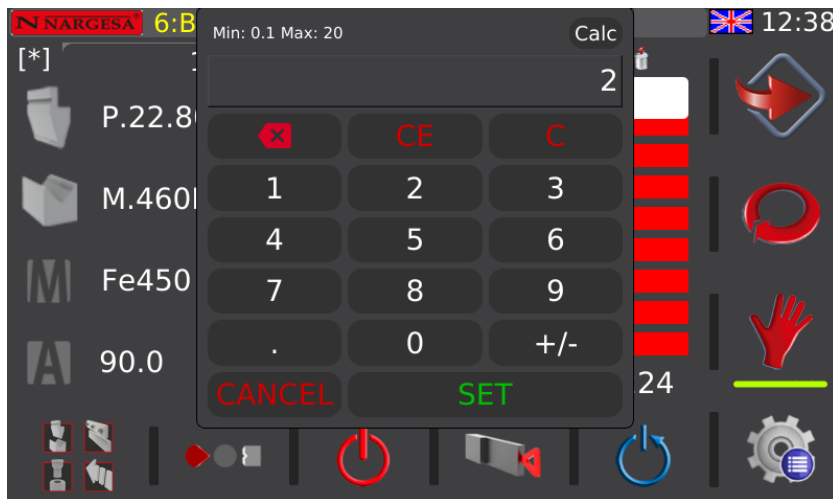 NARGESA
6:B
12:38
Min: 0.1 Max: 20
Calc
[*]
2
P.22.8
CE
C
1 2 3
M.460
4 5 6
Fe450
7 8 9
. 0 +/-
90.0
CANCEL
SET
24
M
A